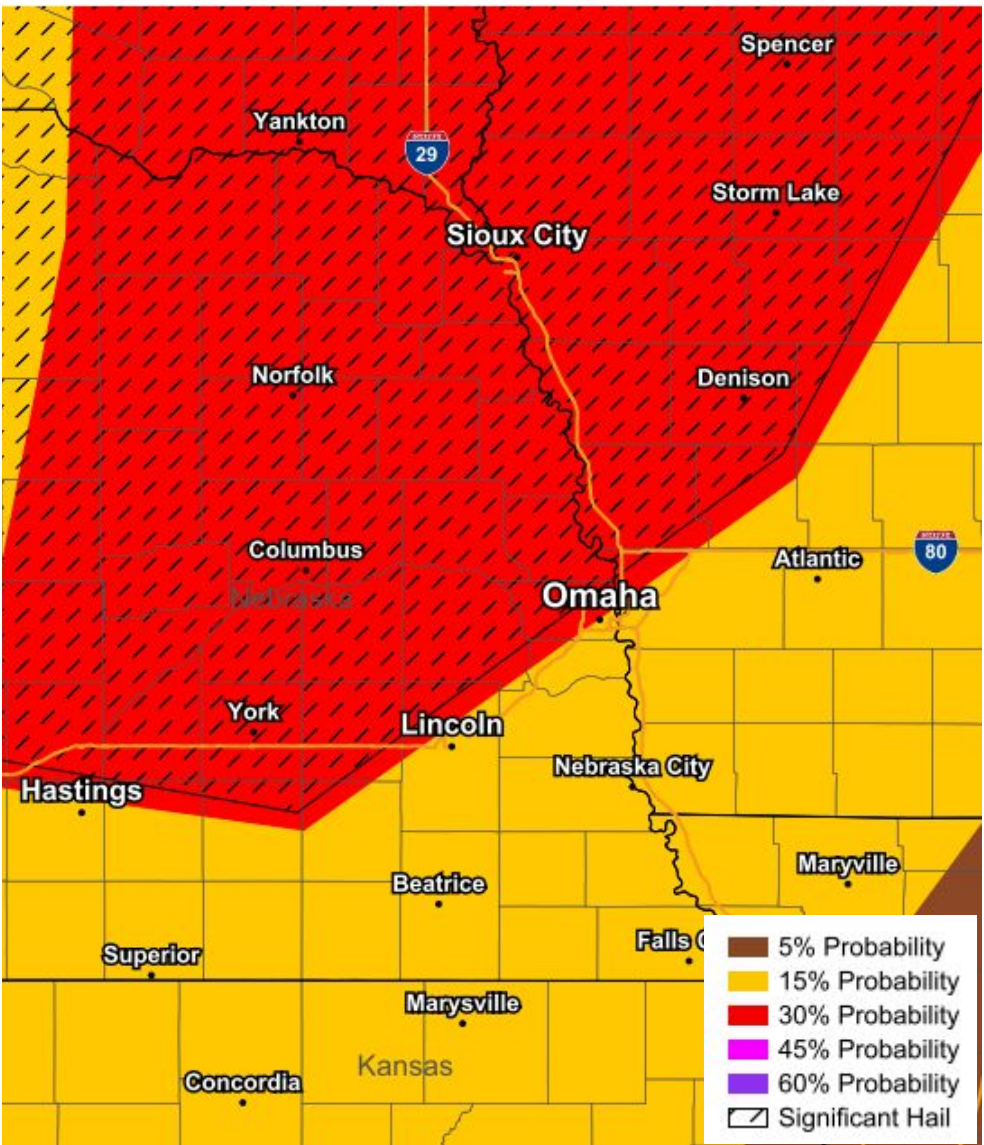 Spencer
Yankton
29
Storm Lake
Sioux City
Norfolk
Denison
Columbus
Nebraska
Atlantic
80
Omaha
York
Lincoln
Nebraska City
Hastings
Maryville
Beatrice
Falls
Superior
Marysville
Kansas
Concordia
5% Probability
15% Probability
30% Probability
45% Probability
60% Probability
Significant Hail